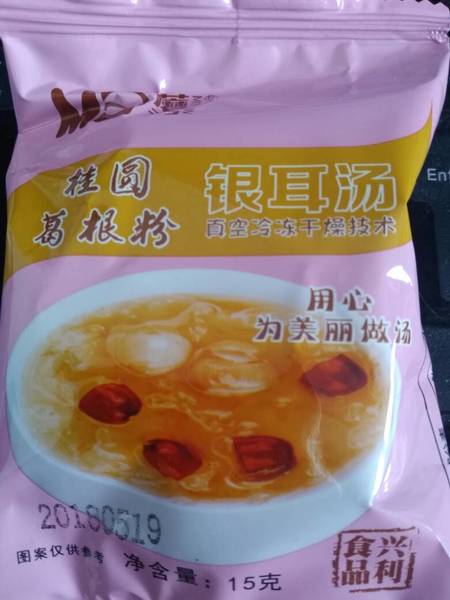 桂圆
葛根粉
银耳汤
真空冷冻干燥技术
用心
为美丽做汤
20180519
图案仅供参考
净含量：15克
食兴
品利
Ent